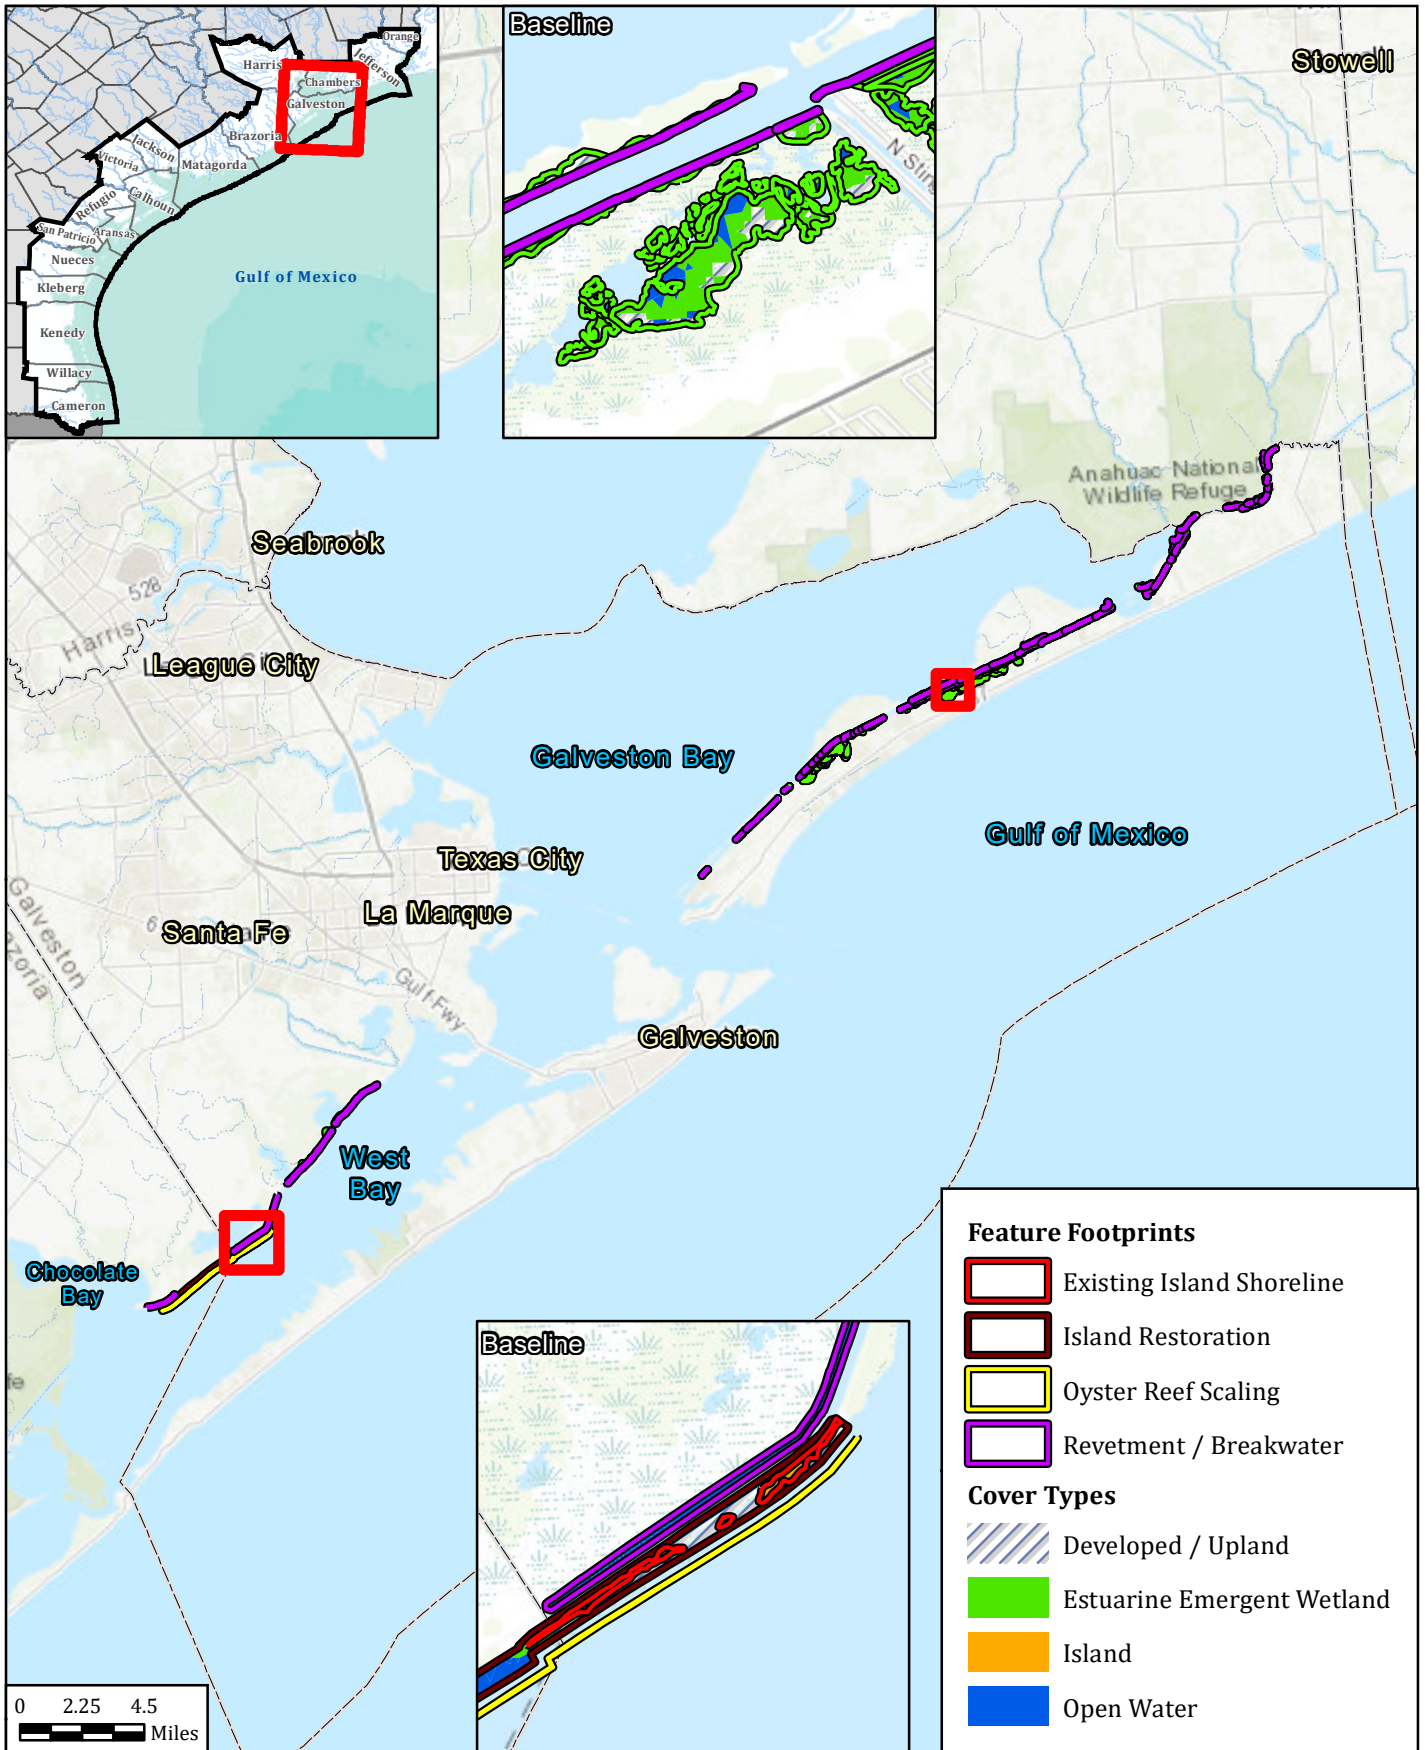 Orange
Jefferson
Harris
Chambers
Galveston
Brazoria
Jackson
Victoria
Matagorda
Calhoun
Refugio
San Patricio
Aransas
Nueces
Kleberg
Kenedy
Willacy
Cameron
Gulf of Mexico
Baseline
Stowell
Anahuac National
Wildlife Refuge
Seabrook
528
Harris
League City
Galveston Bay
Gulf of Mexico
Texas City
La Marque
Santa Fe
6
Galveston
Gulf Fwy
Galveston
West
Bay
Chocolate
Bay
Baseline
Feature Footprints
Existing Island Shoreline
Island Restoration
Oyster Reef Scaling
Revetment / Breakwater
Cover Types
Developed / Upland
Estuarine Emergent Wetland
Island
Open Water
0 2.25 4.5
Miles